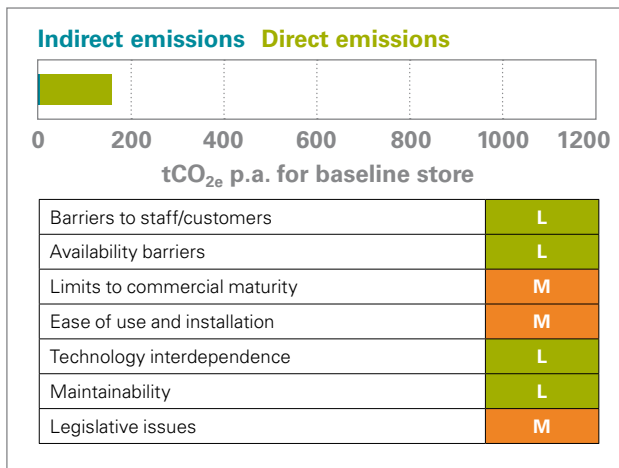 Indirect emissions Direct emissions
0 200 400 600 800 1000 1200
tCO2e p.a. for baseline store
Barriers to staff/customers L
Availability barriers L
Limits to commercial maturity M
Ease of use and installation M
Technology interdependence L
Maintainability L
Legislative issues M